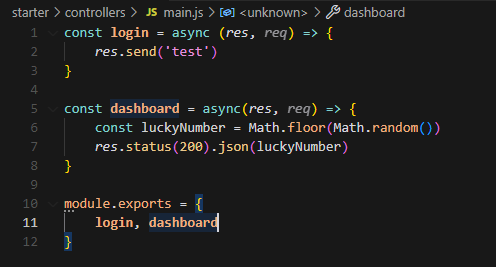 starter > controllers > JS main.js > <unknown> > dashboard
1 const login = async (res, req) => {
2 res.send('test')
3 }
4
5 const dashboard = async(res, req) => {
6 const luckyNumber = Math.floor(Math.random())
7 res.status(200).json(luckyNumber)
8 }
9
10 module.exports = {
11 login, dashboard
12 }